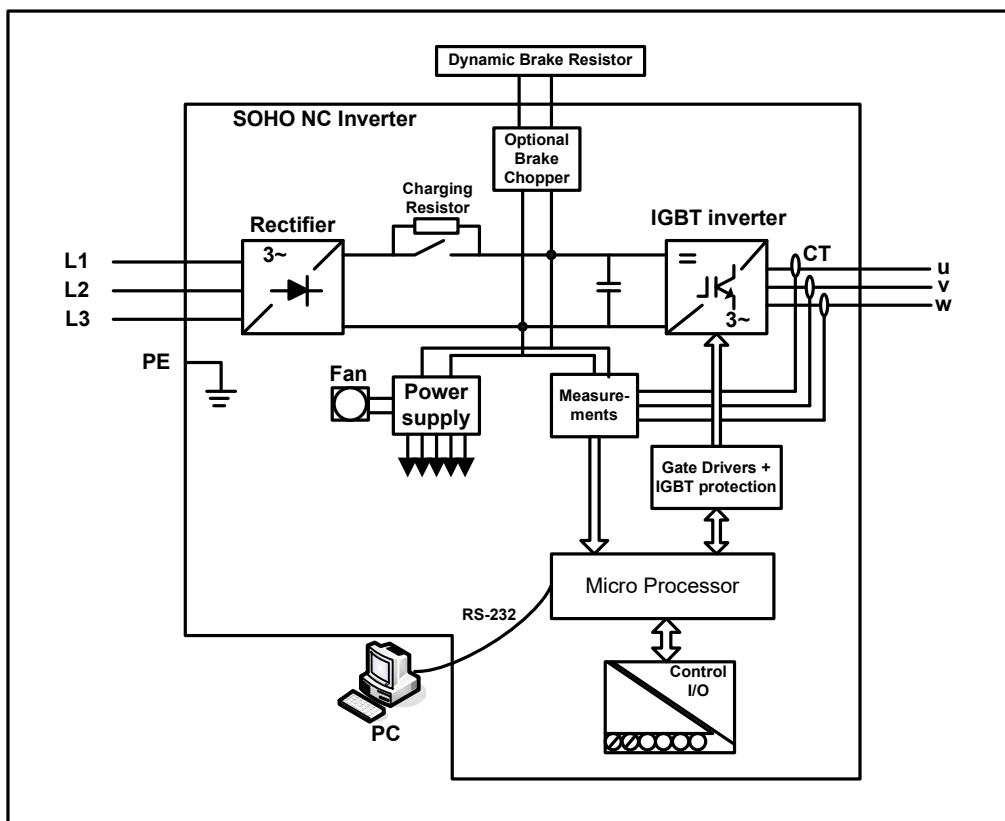 Dynamic Brake Resistor
SOHO NC Inverter
Optional
Brake
Chopper
Charging
Resistor
Rectifier
IGBT inverter
3~
=
3~
CT
L1
L2
L3
u
v
w
PE
Fan
Power
supply
Measure-
ments
Gate Drivers +
IGBT protection
Micro Processor
RS-232
Control
I/O
PC